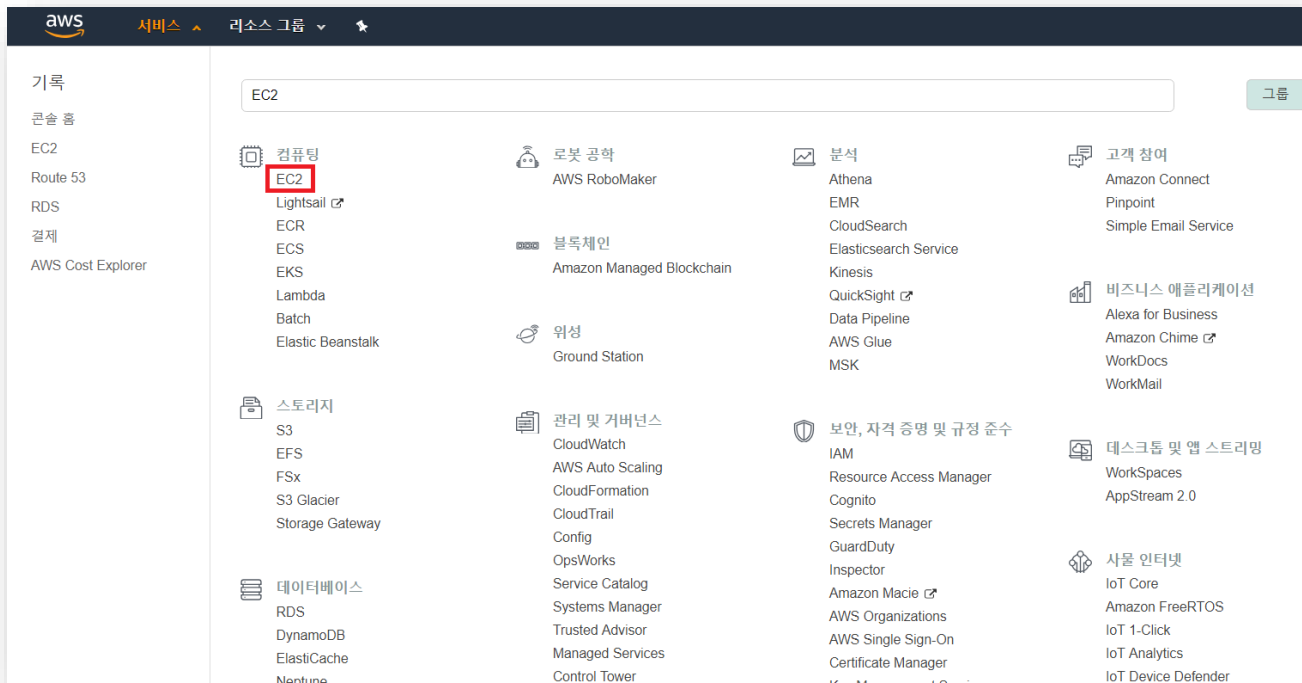 aws 서비스 리소스 그룹
기록
콘솔 홈
EC2
Route 53
RDS
결제
AWS Cost Explorer
EC2
그룹
컴퓨팅
EC2
Lightsail
ECR
ECS
EKS
Lambda
Batch
Elastic Beanstalk
스토리지
S3
EFS
FSx
S3 Glacier
Storage Gateway
데이터베이스
RDS
DynamoDB
ElastiCache
Neptune
로봇 공학
AWS RoboMaker
블록체인
Amazon Managed Blockchain
위성
Ground Station
관리 및 거버넌스
CloudWatch
AWS Auto Scaling
CloudFormation
CloudTrail
Config
OpsWorks
Service Catalog
Systems Manager
Trusted Advisor
Managed Services
Control Tower
분석
Athena
EMR
CloudSearch
Elasticsearch Service
Kinesis
QuickSight
Data Pipeline
AWS Glue
MSK
보안, 자격 증명 및 규정 준수
IAM
Resource Access Manager
Cognito
Secrets Manager
GuardDuty
Inspector
Amazon Macie
AWS Organizations
AWS Single Sign-On
Certificate Manager
Key Management Service
고객 참여
Amazon Connect
Pinpoint
Simple Email Service
비즈니스 애플리케이션
Alexa for Business
Amazon Chime
WorkDocs
WorkMail
데스크톱 및 앱 스트리밍
WorkSpaces
AppStream 2.0
사물 인터넷
IoT Core
Amazon FreeRTOS
IoT 1-Click
IoT Analytics
IoT Device Defender